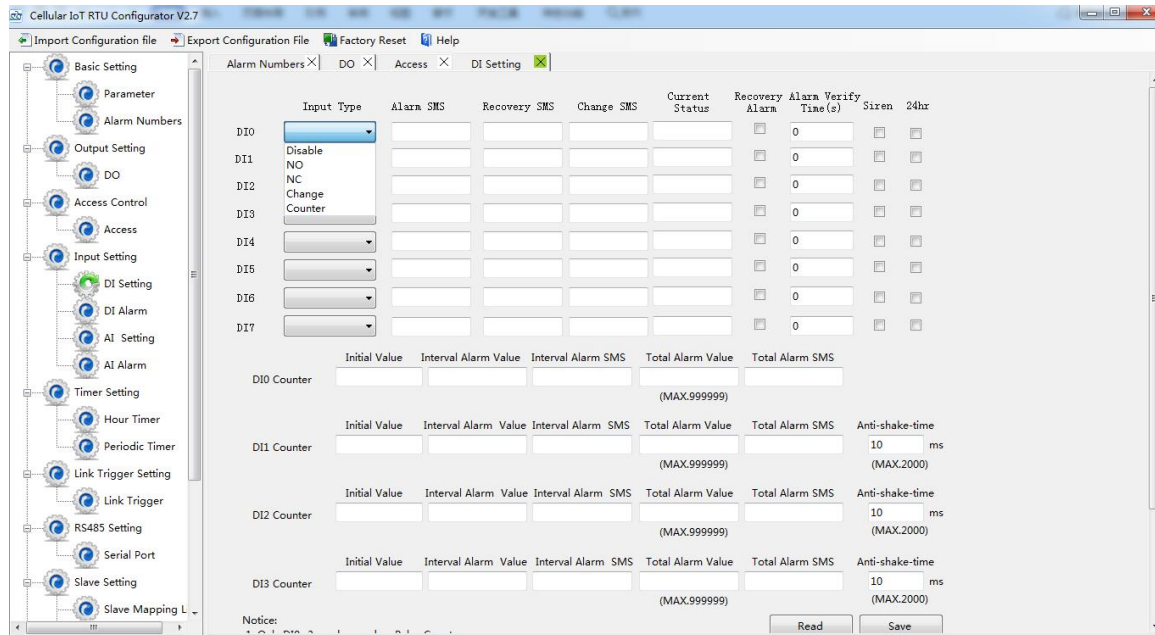 Cellular IoT RTU Configurator V2.7
Import Configuration file Export Configuration File Factory Reset Help
Basic Setting
Parameter
Alarm Numbers
Output Setting
DO
Access Control
Access
Input Setting
DI Setting
DI Alarm
AI Setting
AI Alarm
Timer Setting
Hour Timer
Periodic Timer
Link Trigger Setting
Link Trigger
RS485 Setting
Serial Port
Slave Setting
Slave Mapping
Alarm Numbers DO Access DI Setting
Input Type Alarm SMS Recovery SMS Change SMS Current Status Recovery Alarm Alarm Verify Time(s) Siren 24hr
DI0 0
Disable
NO
NC
Change
Counter
DI1 0
DI2 0
DI3 0
DI4 0
DI5 0
DI6 0
DI7 0
Initial Value Interval Alarm Value Interval Alarm SMS Total Alarm Value Total Alarm SMS
DI0 Counter
(MAX.999999)
Initial Value Interval Alarm Value Interval Alarm SMS Total Alarm Value Total Alarm SMS Anti-shake-time
DI1 Counter 10 ms
(MAX.999999) (MAX.2000)
Initial Value Interval Alarm Value Interval Alarm SMS Total Alarm Value Total Alarm SMS Anti-shake-time
DI2 Counter 10 ms
(MAX.999999) (MAX.2000)
Initial Value Interval Alarm Value Interval Alarm SMS Total Alarm Value Total Alarm SMS Anti-shake-time
DI3 Counter 10 ms
(MAX.999999) (MAX.2000)
Notice:
Read Save